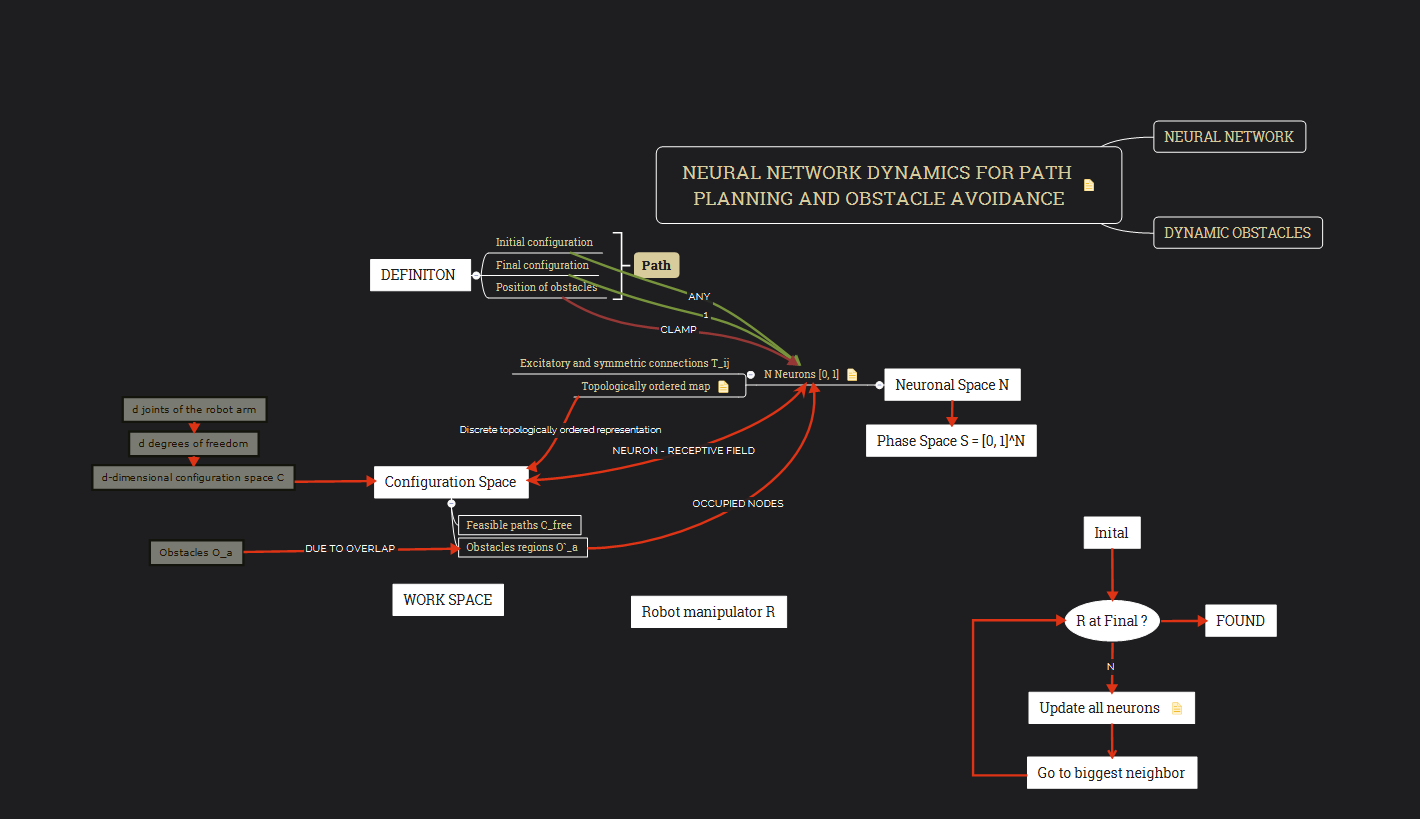 NEURAL NETWORK
NEURAL NETWORK DYNAMICS FOR PATH
PLANNING AND OBSTACLE AVOIDANCE
DYNAMIC OBSTACLES
DEFINITON
Initial configuration
Final configuration
Position of obstacles
Path
ANY
1
CLAMP
Excitatory and symmetric connections T_ij
Topologically ordered map
N Neurons [0, 1]
Neuronal Space N
Phase Space S = [0, 1]^N
d joints of the robot arm
d degrees of freedom
d-dimensional configuration space C
Discrete topologically ordered representation
NEURON - RECEPTIVE FIELD
Configuration Space
OCCUPIED NODES
Feasible paths C_free
Obstacles regions O`_a
Obstacles O_a
DUE TO OVERLAP
WORK SPACE
Robot manipulator R
Inital
R at Final ?
FOUND
N
Update all neurons
Go to biggest neighbor